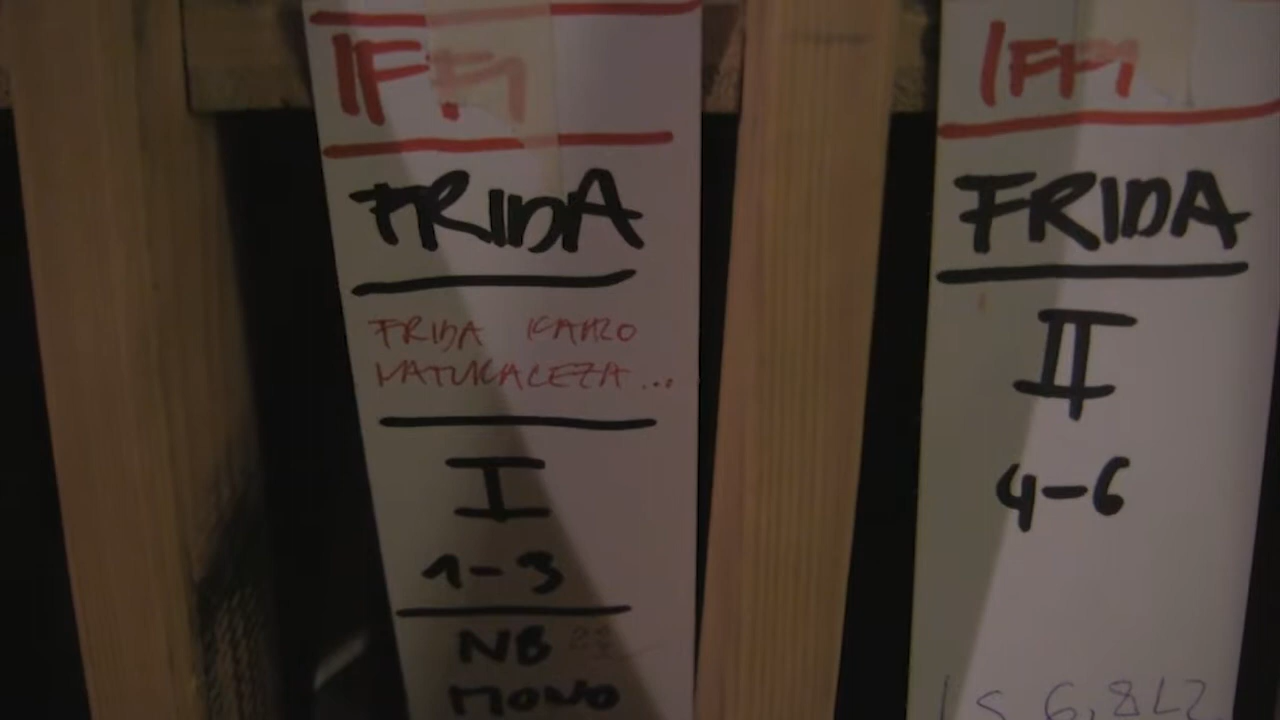 IFFI
FRIDA
FRIDA KAHLO
NATURALEZA...
I
1-3
NB
MONO
IFFI
FRIDA
II
4-6